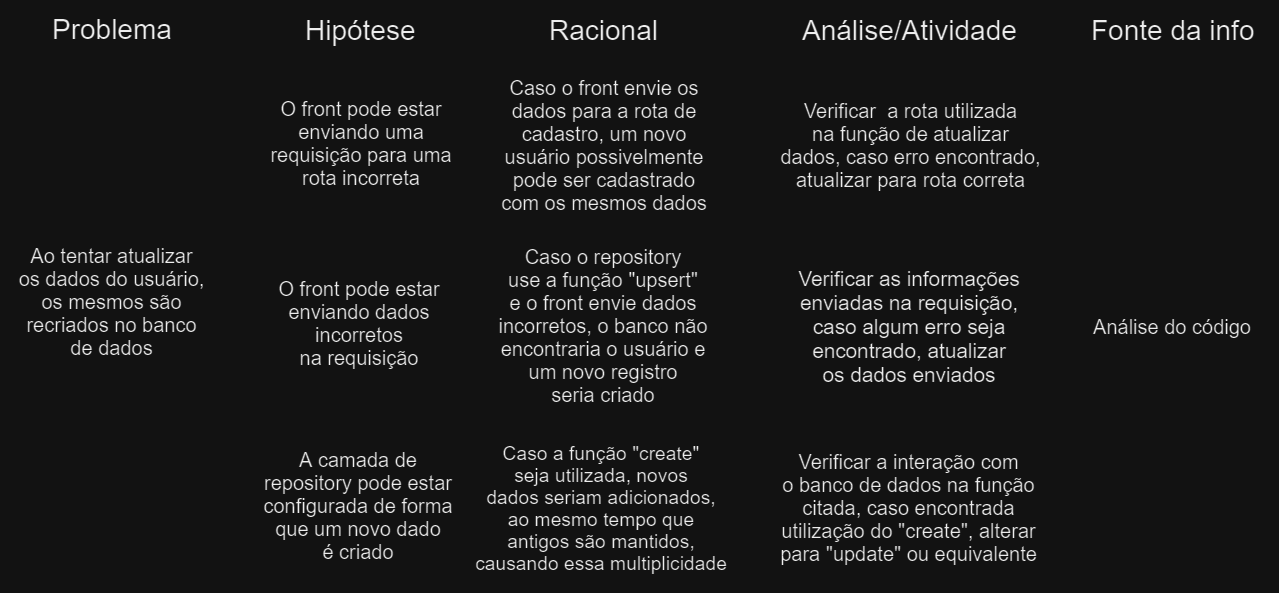 Problema
Hipótese
Racional
Análise/Atividade
Fonte da info
Ao tentar atualizar
os dados do usuário,
os mesmos são
recriados no banco
de dados
O front pode estar
enviando uma
requisição para uma
rota incorreta
Caso o front envie os
dados para a rota de
cadastro, um novo
usuário possivelmente
pode ser cadastrado
com os mesmos dados
Verificar a rota utilizada
na função de atualizar
dados, caso erro encontrado,
atualizar para rota correta
O front pode estar
enviando dados
incorretos
na requisição
Caso o repository
use a função "upsert"
e o front envie dados
incorretos, o banco não
encontraria o usuário e
um novo registro
seria criado
Verificar as informações
enviadas na requisição,
caso algum erro seja
encontrado, atualizar
os dados enviados
Análise do código
A camada de
repository pode estar
configurada de forma
que um novo dado
é criado
Caso a função "create"
seja utilizada, novos
dados seriam adicionados,
ao mesmo tempo que
antigos são mantidos,
causando essa multiplicidade
Verificar a interação com
o banco de dados na função
citada, caso encontrada
utilização do "create", alterar
para "update" ou equivalente